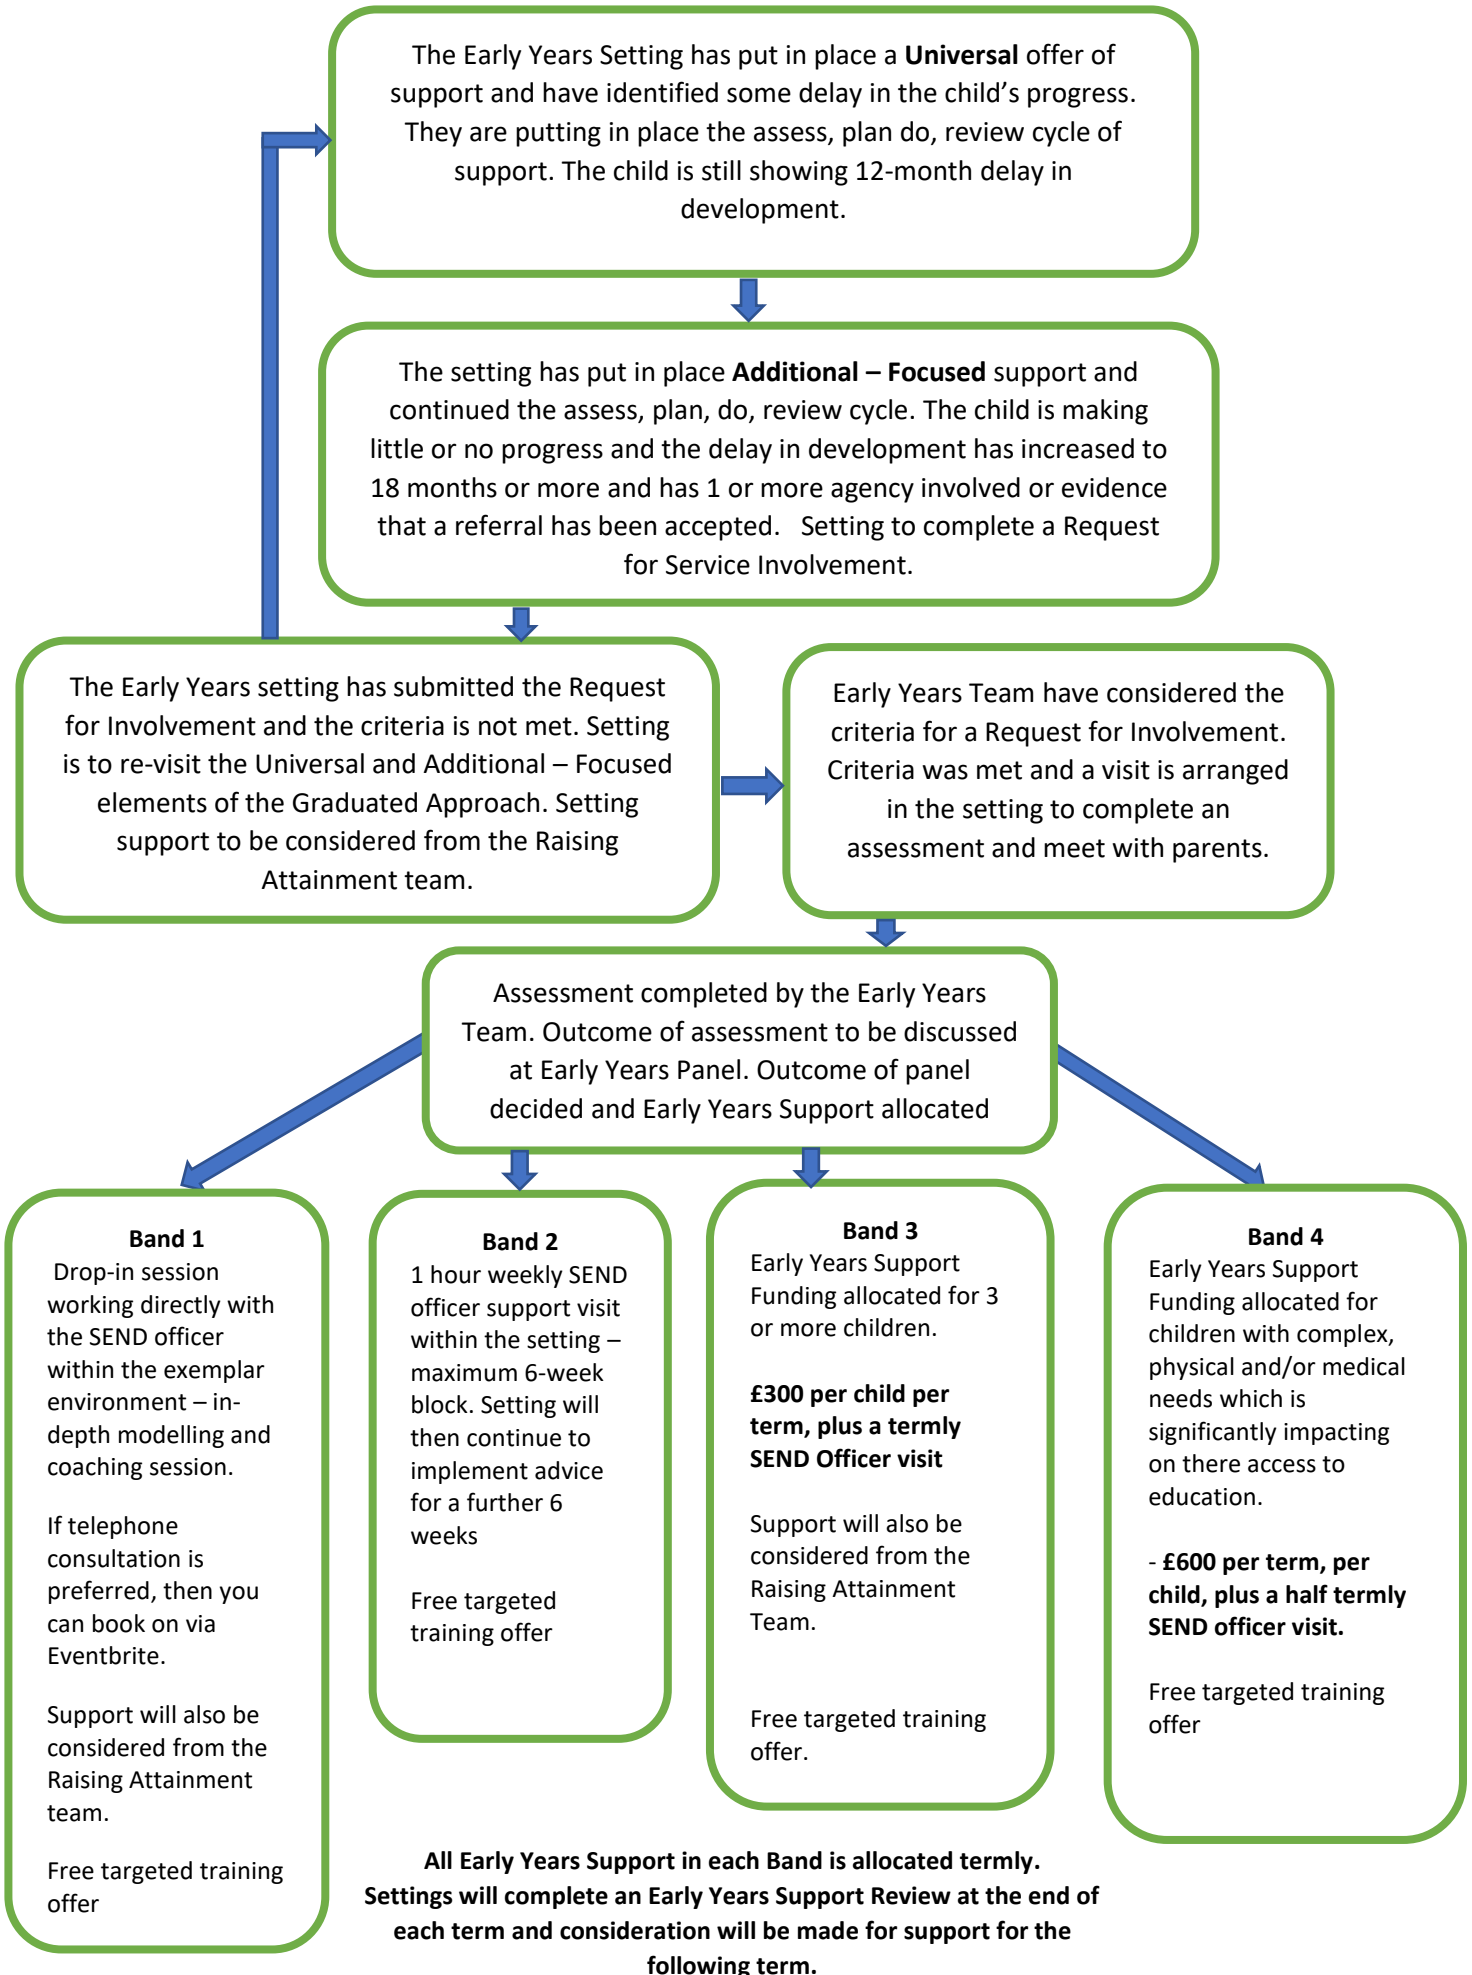 The Early Years Setting has put in place a Universal offer of
support and have identified some delay in the child's progress.
They are putting in place the assess, plan do, review cycle of
support. The child is still showing 12-month delay in
development.
The setting has put in place Additional – Focused support and
continued the assess, plan, do, review cycle. The child is making
little or no progress and the delay in development has increased to
18 months or more and has 1 or more agency involved or evidence
that a referral has been accepted.   Setting to complete a Request
for Service Involvement.
The Early Years setting has submitted the Request
for Involvement and the criteria is not met. Setting
is to re-visit the Universal and Additional – Focused
elements of the Graduated Approach. Setting
support to be considered from the Raising
Attainment team.
Early Years Team have considered the
criteria for a Request for Involvement.
Criteria was met and a visit is arranged
in the setting to complete an
assessment and meet with parents.
Assessment completed by the Early Years
Team. Outcome of assessment to be discussed
at Early Years Panel. Outcome of panel
decided and Early Years Support allocated
Band 1
Drop-in session
working directly with
the SEND officer
within the exemplar
environment – in-
depth modelling and
coaching session.
If telephone
consultation is
preferred, then you
can book on via
Eventbrite.
Support will also be
considered from the
Raising Attainment
team.
Free targeted training
offer
Band 2
1 hour weekly SEND
officer support visit
within the setting –
maximum 6-week
block. Setting will
then continue to
implement advice
for a further 6
weeks
Free targeted
training offer
Band 3
Early Years Support
Funding allocated for 3
or more children.
£300 per child per
term, plus a termly
SEND Officer visit
Support will also be
considered from the
Raising Attainment
Team.
Free targeted training
offer.
Band 4
Early Years Support
Funding allocated for
children with complex,
physical and/or medical
needs which is
significantly impacting
on there access to
education.
- £600 per term, per
child, plus a half termly
SEND officer visit.
Free targeted training
offer
All Early Years Support in each Band is allocated termly.
Settings will complete an Early Years Support Review at the end of
each term and consideration will be made for support for the
following term.